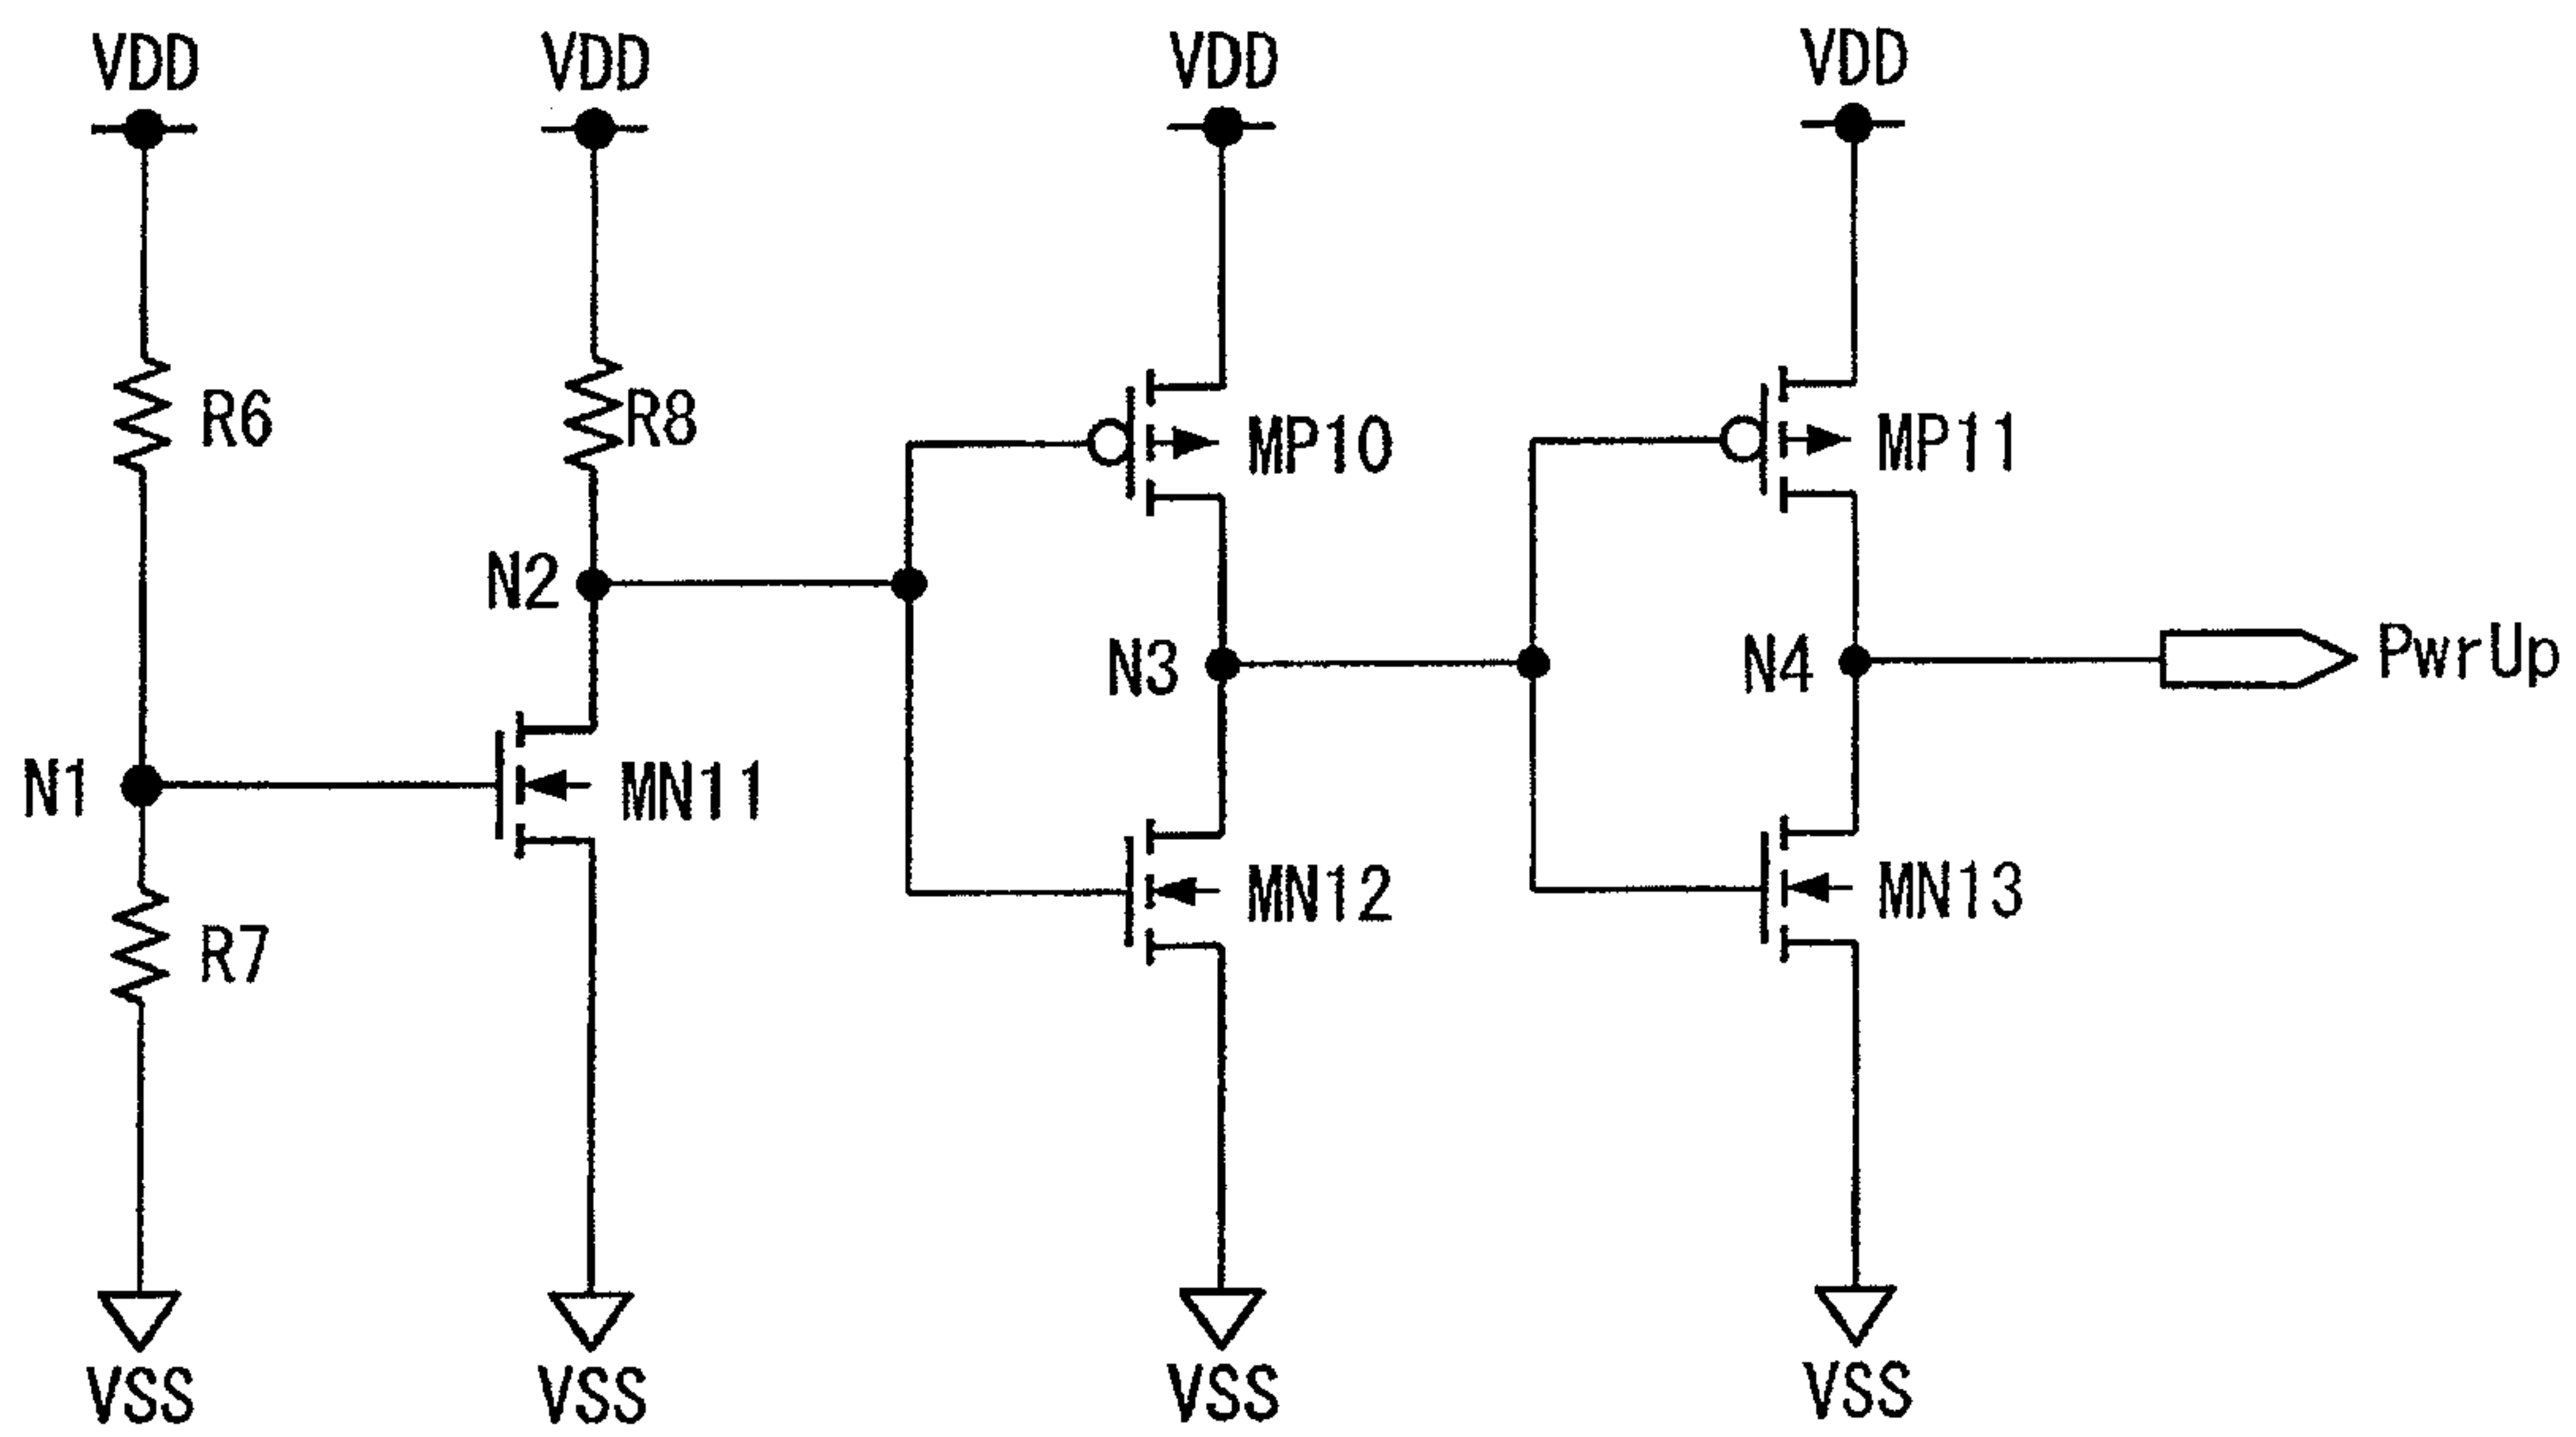 VDD VDD VDD VDD
R6 R8 MP10 MP11
N2
N3 N4 PwrUp
N1 MN11
MN12 MN13
R7
VSS VSS VSS VSS